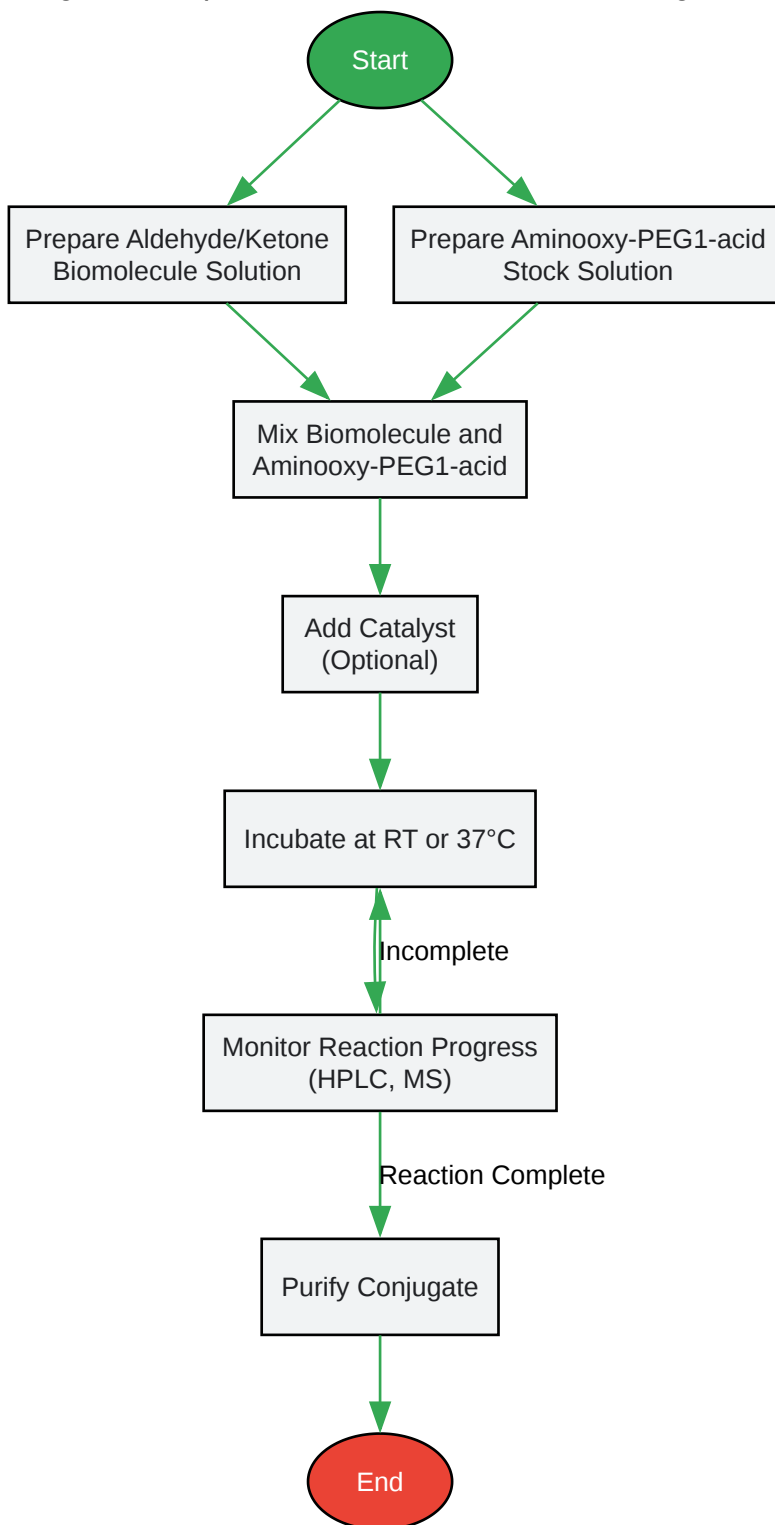 Start
Prepare Aldehyde/Ketone
Biomolecule Solution
Prepare Aminooxy-PEG1-acid
Stock Solution
Mix Biomolecule and
Aminooxy-PEG1-acid
Add Catalyst
(Optional)
Incubate at RT or 37°C
Incomplete
Monitor Reaction Progress
(HPLC, MS)
Reaction Complete
Purify Conjugate
End